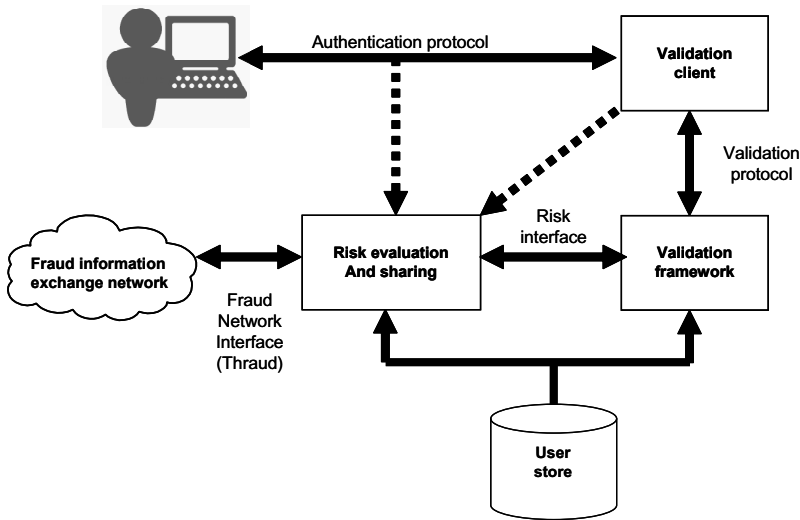 Authentication protocol
Validation
client
Validation
protocol
Risk
interface
Risk evaluation
And sharing
Validation
framework
Fraud information
exchange network
Fraud
Network
Interface
(Thraud)
User
store